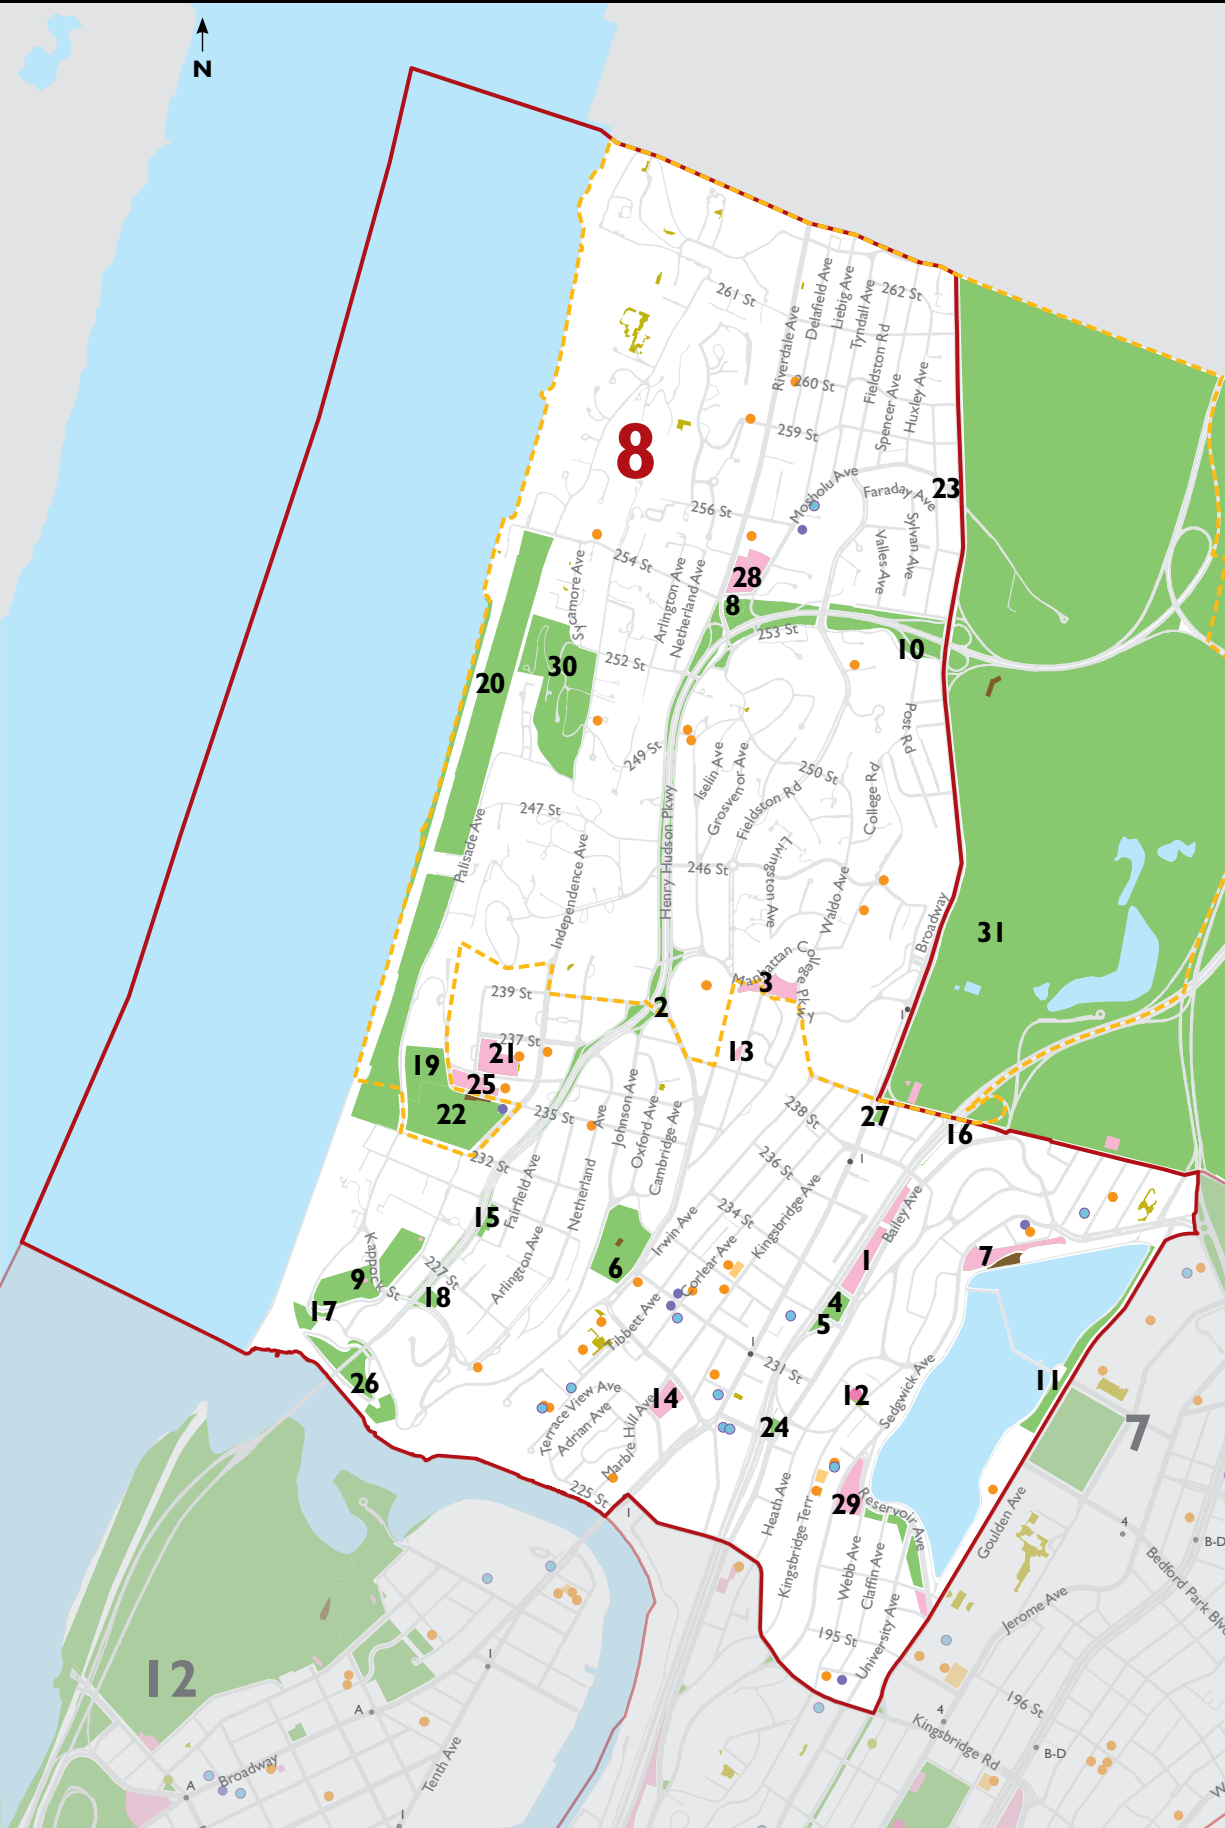 N
261 St
Delafield Ave
Liebig Ave
Tyndall Ave
262 St
Riverdale Ave
Fieldston Rd
260 St
Spencer Ave
Huxley Ave
8
259 St
Mosholu Ave
Faraday Ave
23
256 St
Sylvan Ave
Valles Ave
254 St
Sycamore Ave
Arlington Ave
Netherland Ave
28
8
253 St
10
252 St
30
20
Post Rd
249 St
Iselin Ave
Grosvenor Ave
Fieldston Rd
250 St
College Rd
247 St
Palisade Ave
Henry Hudson Pkwy
Independence Ave
246 St
Livingston Ave
Waldo Ave
Broadway
31
Manhattan College Pkwy
3
239 St
2
1
237 St
21
13
19
25
22
235 St
Ave
Johnson Ave
Oxford Ave
Cambridge Ave
238 St
27
16
232 St
236 St
1
Fairfield Ave
Netherland
15
234 St
Kingsbridge Ave
Bailey Ave
Irwin Ave
Kappock St
227 St
Arlington Ave
6
Corlear Ave
1
7
9
18
17
4
5
Tibbett Ave
1
231 St
26
11
Terrace View Ave
Adrian Ave
14
12
Sedgwick Ave
Marble Hill Ave
24
7
225 St
Heath Ave
Kingsbridge Terr
29
Reservoir Ave
Goulden Ave
1
4
B-D
Webb Ave
Claflin Ave
Bedford Park Blv
Jerome Ave
195 St
University Ave
12
1
196 St
A
4
Kingsbridge Rd
B-D
Tenth Ave
Broadway
A
1
W